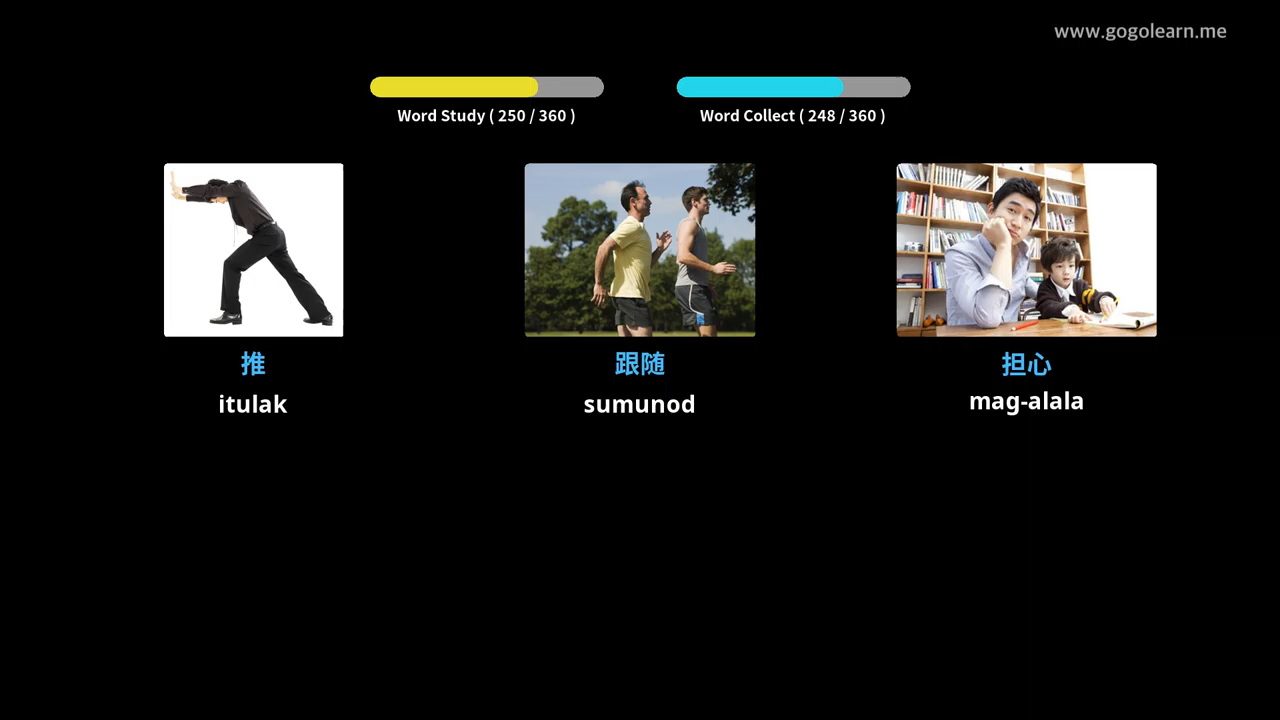 www.gogolearn.me
Word Study ( 250 / 360 )
Word Collect ( 248 / 360 )
推
跟随
担心
itulak
sumunod
mag-alala